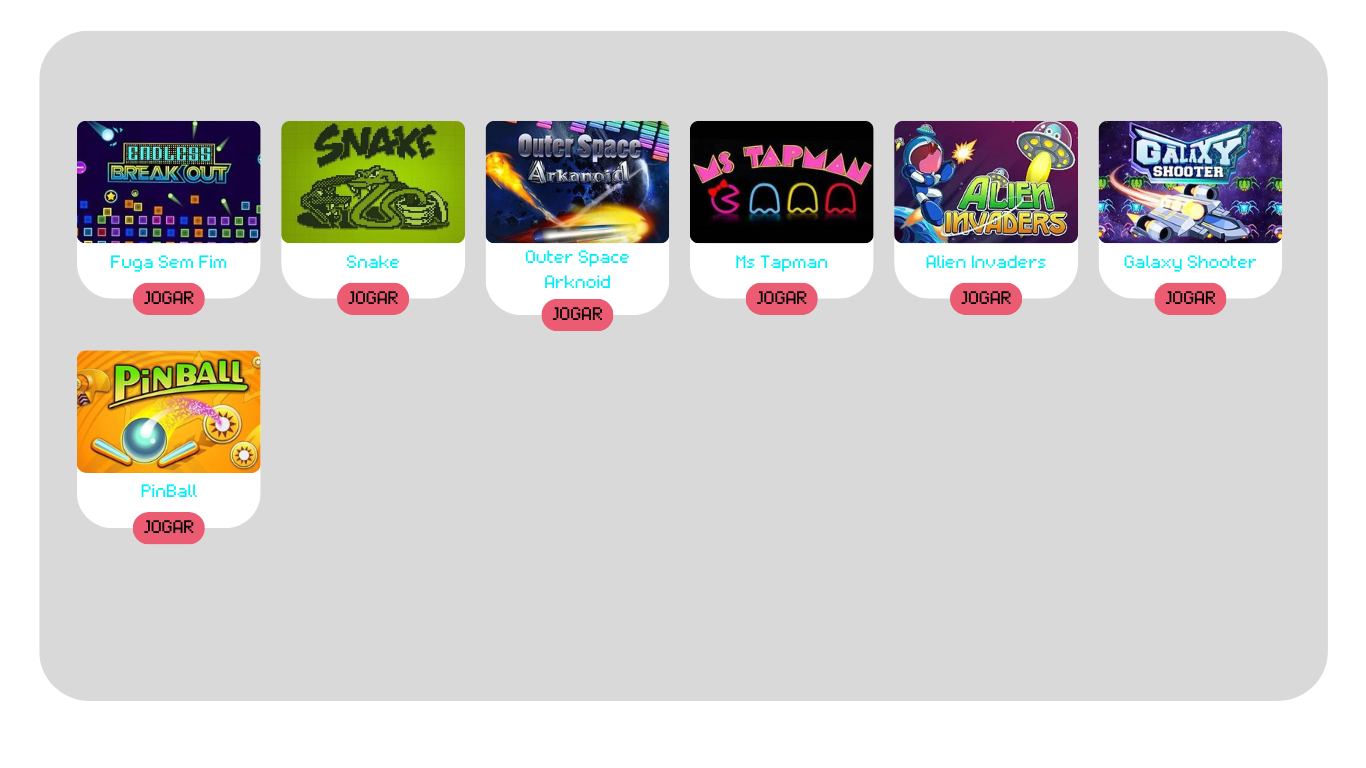 ENDLESS
BREAK OUT
SNAKE
Outer Space
Arkanoid
MS TAPMAN
ALIEN
INVADERS
GALAXY
SHOOTER
Fuga Sem Fim
Snake
Outer Space
Arknoid
Ms Tapman
Alien Invaders
Galaxy Shooter
JOGAR
JOGAR
JOGAR
JOGAR
JOGAR
JOGAR
PiNBALL
PinBall
JOGAR